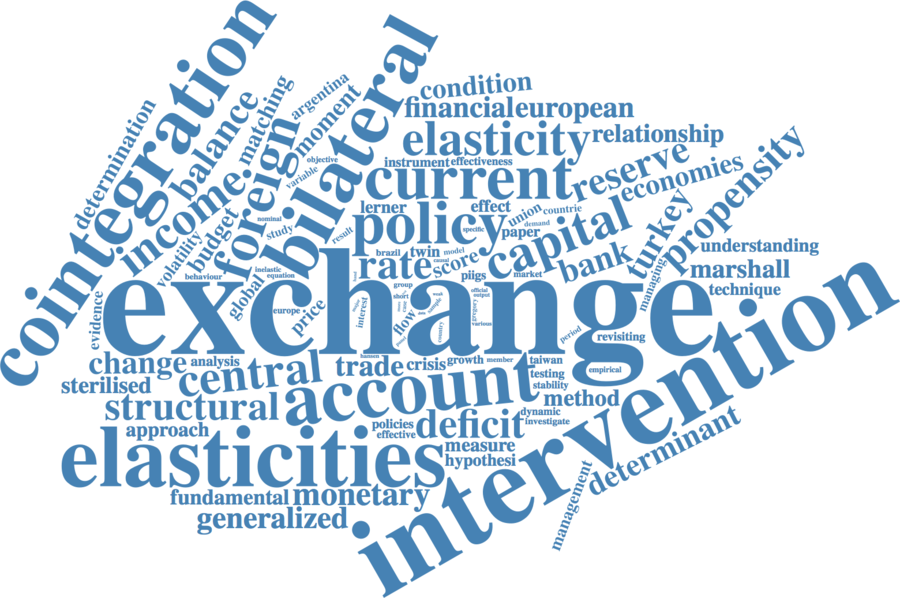 cointegration
determination
income
balance
matching
argentina
moment
foreign
bilateral
budget
volatility
behaviour
global
nominal
study
objective
variable
inelastic
equation
result
condition
financial
european
elasticity
relationship
instrument
effectiveness
current
reserve
economies
propensity
lerner
effect
union
countrie
demand
specific
paper
policy
capital
turkey
understanding
marshall
technique
brazil
twin
model
causal
rate
score
piigs
market
bank
managing
evidence
exchange
europe
price
interest
group
short
flow
official
output
gregory
various
country
sample
period
revisiting
intervention
change
analysis
hansen
trade
crisis
growth
member
taiwan
testing
stability
empirical
sterilised
central
account
method
structural
approach
policies
effective
deficit
dynamic
investigate
elasticities
measure
hypothesi
determinant
management
fundamental
monetary
generalized